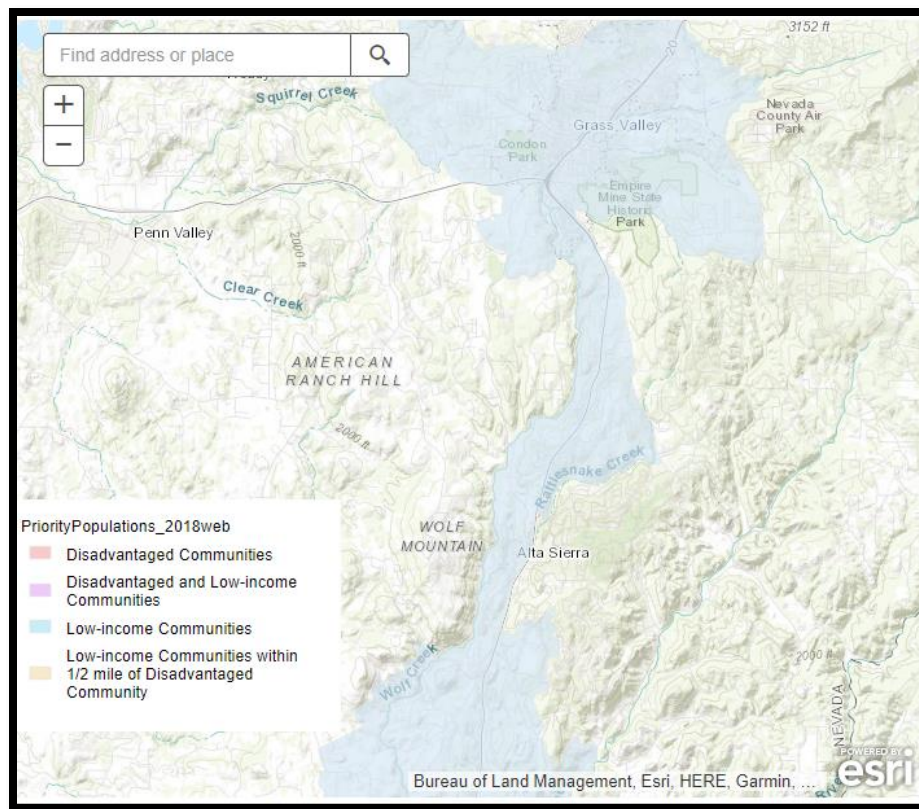 Find address or place
3152 ft
Squirrel Creek
20
Grass Valley
Nevada
County Air
Park
Condon
Park
Empire
Mine State
Historic
Park
Penn Valley
2000 ft
Clear Creek
AMERICAN
RANCH HILL
2000 ft
Rattlesnake Creek
WOLF
MOUNTAIN
Alta Sierra
PriorityPopulations_2018web
Disadvantaged Communities
Disadvantaged and Low-income
Communities
Low-income Communities
Low-income Communities within
1/2 mile of Disadvantaged
Community
Wolf Creek
2000 ft
NEVADA
POWERED BY
esri
Bureau of Land Management, Esri, HERE, Garmin, ...